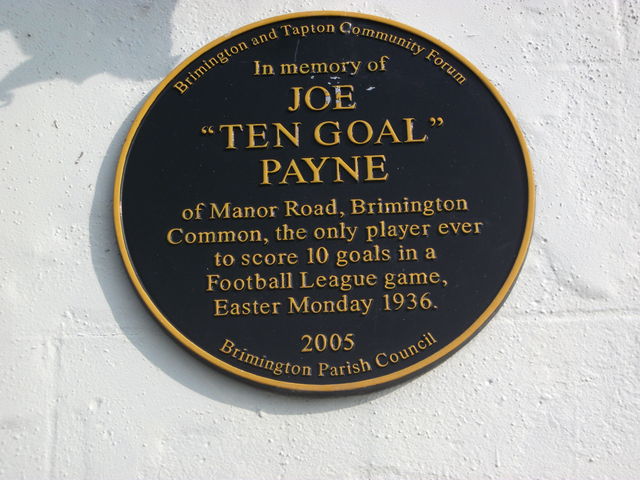 Brimington and Tapton Community Forum
In memory of
JOE
"TEN GOAL"
PAYNE
of Manor Road, Brimington
Common, the only player ever
to score 10 goals in a
Football League game,
Easter Monday 1936.
2005
Brimington Parish Council